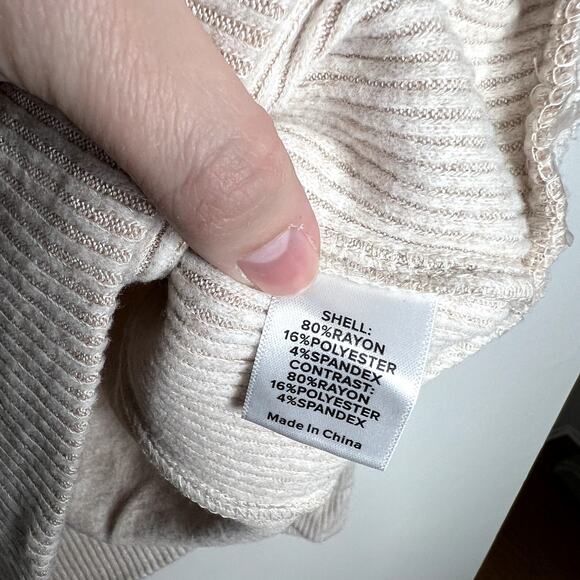 SHELL:
80%RAYON
16%POLYESTER
4%SPANDEX
CONTRAST:
80%RAYON
16%POLYESTER
4%SPANDEX
Made In China